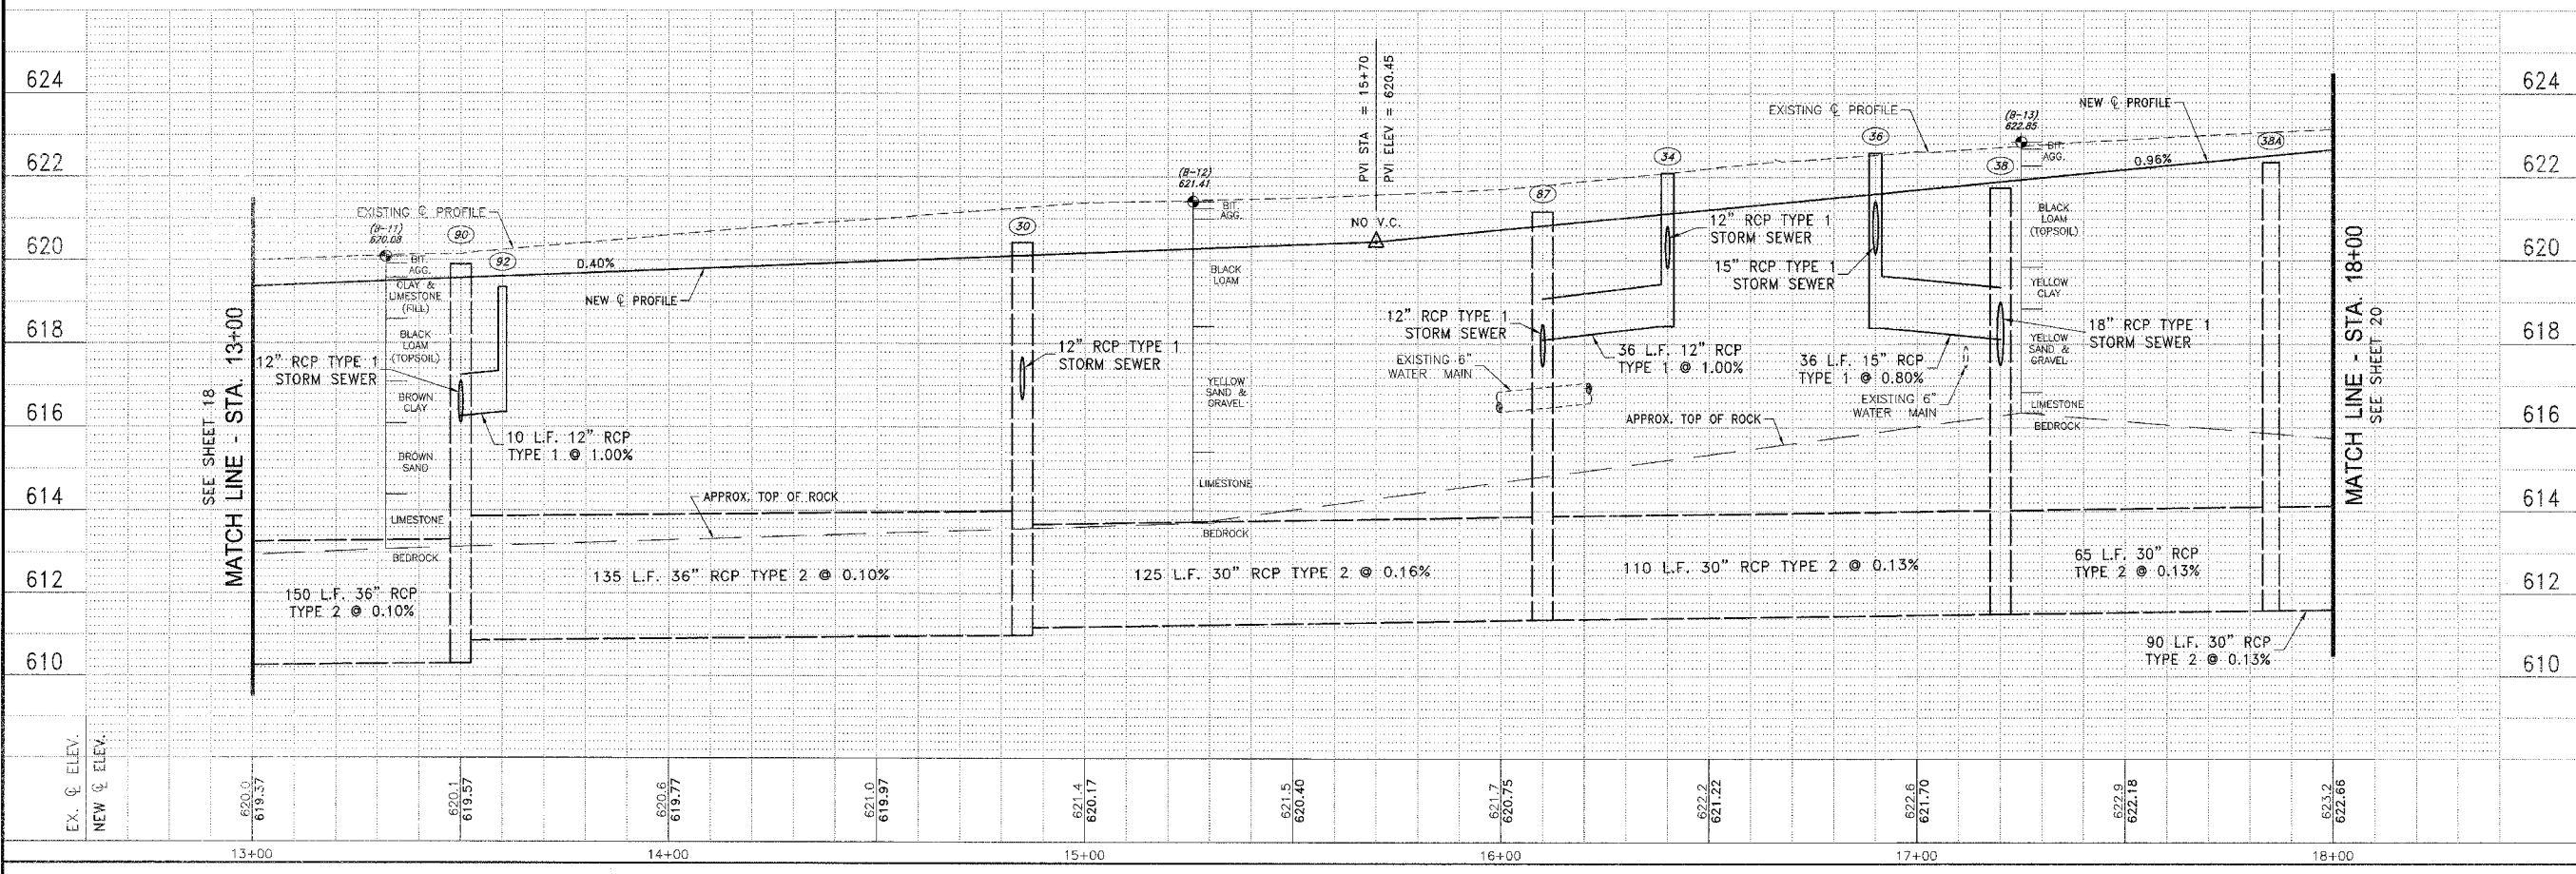 624
622
620
618
616
614
612
610
EX. ℄ ELEV.
NEW ℄ ELEV.
SEE SHEET 18
MATCH LINE - STA. 13+00
EXISTING ℄ PROFILE
(B-11)
620.08
BIT.
AGG.
CLAY &
LIMESTONE
(FILL)
BLACK
LOAM
(TOPSOIL)
BROWN
CLAY
BROWN
SAND
LIMESTONE
BEDROCK
90
92
12" RCP TYPE 1
STORM SEWER
10 L.F. 12" RCP
TYPE 1 @ 1.00%
150 L.F. 36" RCP
TYPE 2 @ 0.10%
0.40%
NEW ℄ PROFILE
APPROX. TOP OF ROCK
135 L.F. 36" RCP TYPE 2 @ 0.10%
30
12" RCP TYPE 1
STORM SEWER
(B-12)
621.41
BIT.
AGG.
BLACK
LOAM
YELLOW
SAND &
GRAVEL
LIMESTONE
BEDROCK
125 L.F. 30" RCP TYPE 2 @ 0.16%
PVI STA = 15+70
PVI ELEV = 620.45
NO V.C.
87
12" RCP TYPE 1
STORM SEWER
EXISTING 6"
WATER MAIN
34
12" RCP TYPE 1
STORM SEWER
15" RCP TYPE 1
STORM SEWER
36 L.F. 12" RCP
TYPE 1 @ 1.00%
APPROX. TOP OF ROCK
110 L.F. 30" RCP TYPE 2 @ 0.13%
EXISTING ℄ PROFILE
36
36 L.F. 15" RCP
TYPE 1 @ 0.80%
EXISTING 6"
WATER MAIN
38
(B-13)
622.85
BIT.
AGG.
BLACK
LOAM
(TOPSOIL)
YELLOW
CLAY
YELLOW
SAND &
GRAVEL
LIMESTONE
BEDROCK
18" RCP TYPE 1
STORM SEWER
NEW ℄ PROFILE
0.96%
38A
65 L.F. 30" RCP
TYPE 2 @ 0.13%
90 L.F. 30" RCP
TYPE 2 @ 0.13%
MATCH LINE - STA. 18+00
SEE SHEET 20
624
622
620
618
616
614
612
610
620.0
619.37
620.1
619.57
620.6
619.77
621.0
619.97
621.4
620.17
621.5
620.40
621.7
620.75
622.2
621.22
622.6
621.70
622.9
622.18
623.2
622.66
13+00
14+00
15+00
16+00
17+00
18+00